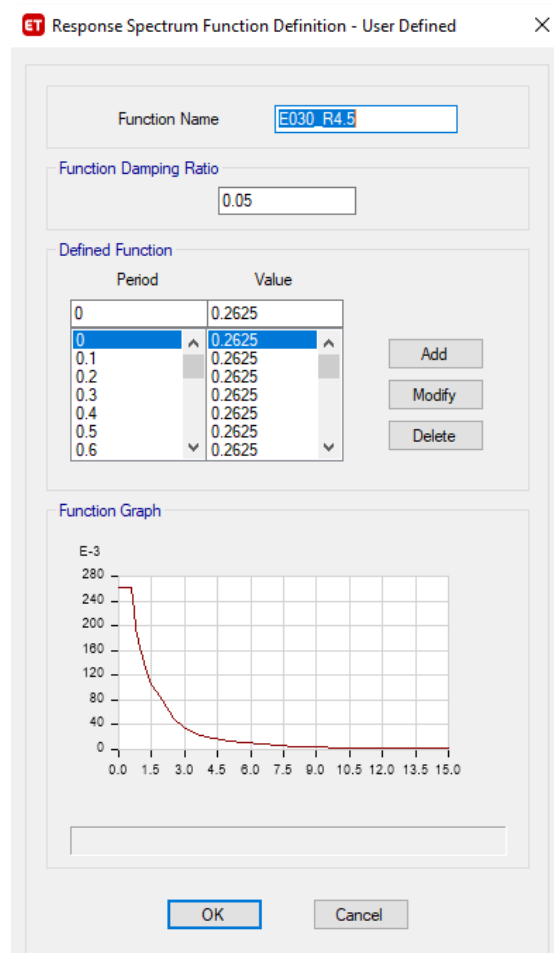 ET Response Spectrum Function Definition - User Defined
Function Name E030_R4.5
Function Damping Ratio
0.05
Defined Function
Period Value
0 0.2625
0 0.2625
0.1 0.2625
0.2 0.2625
0.3 0.2625
0.4 0.2625
0.5 0.2625
0.6 0.2625
Add
Modify
Delete
Function Graph
E-3
280
240
200
160
120
80
40
0
0.0 1.5 3.0 4.5 6.0 7.5 9.0 10.5 12.0 13.5 15.0
OK Cancel